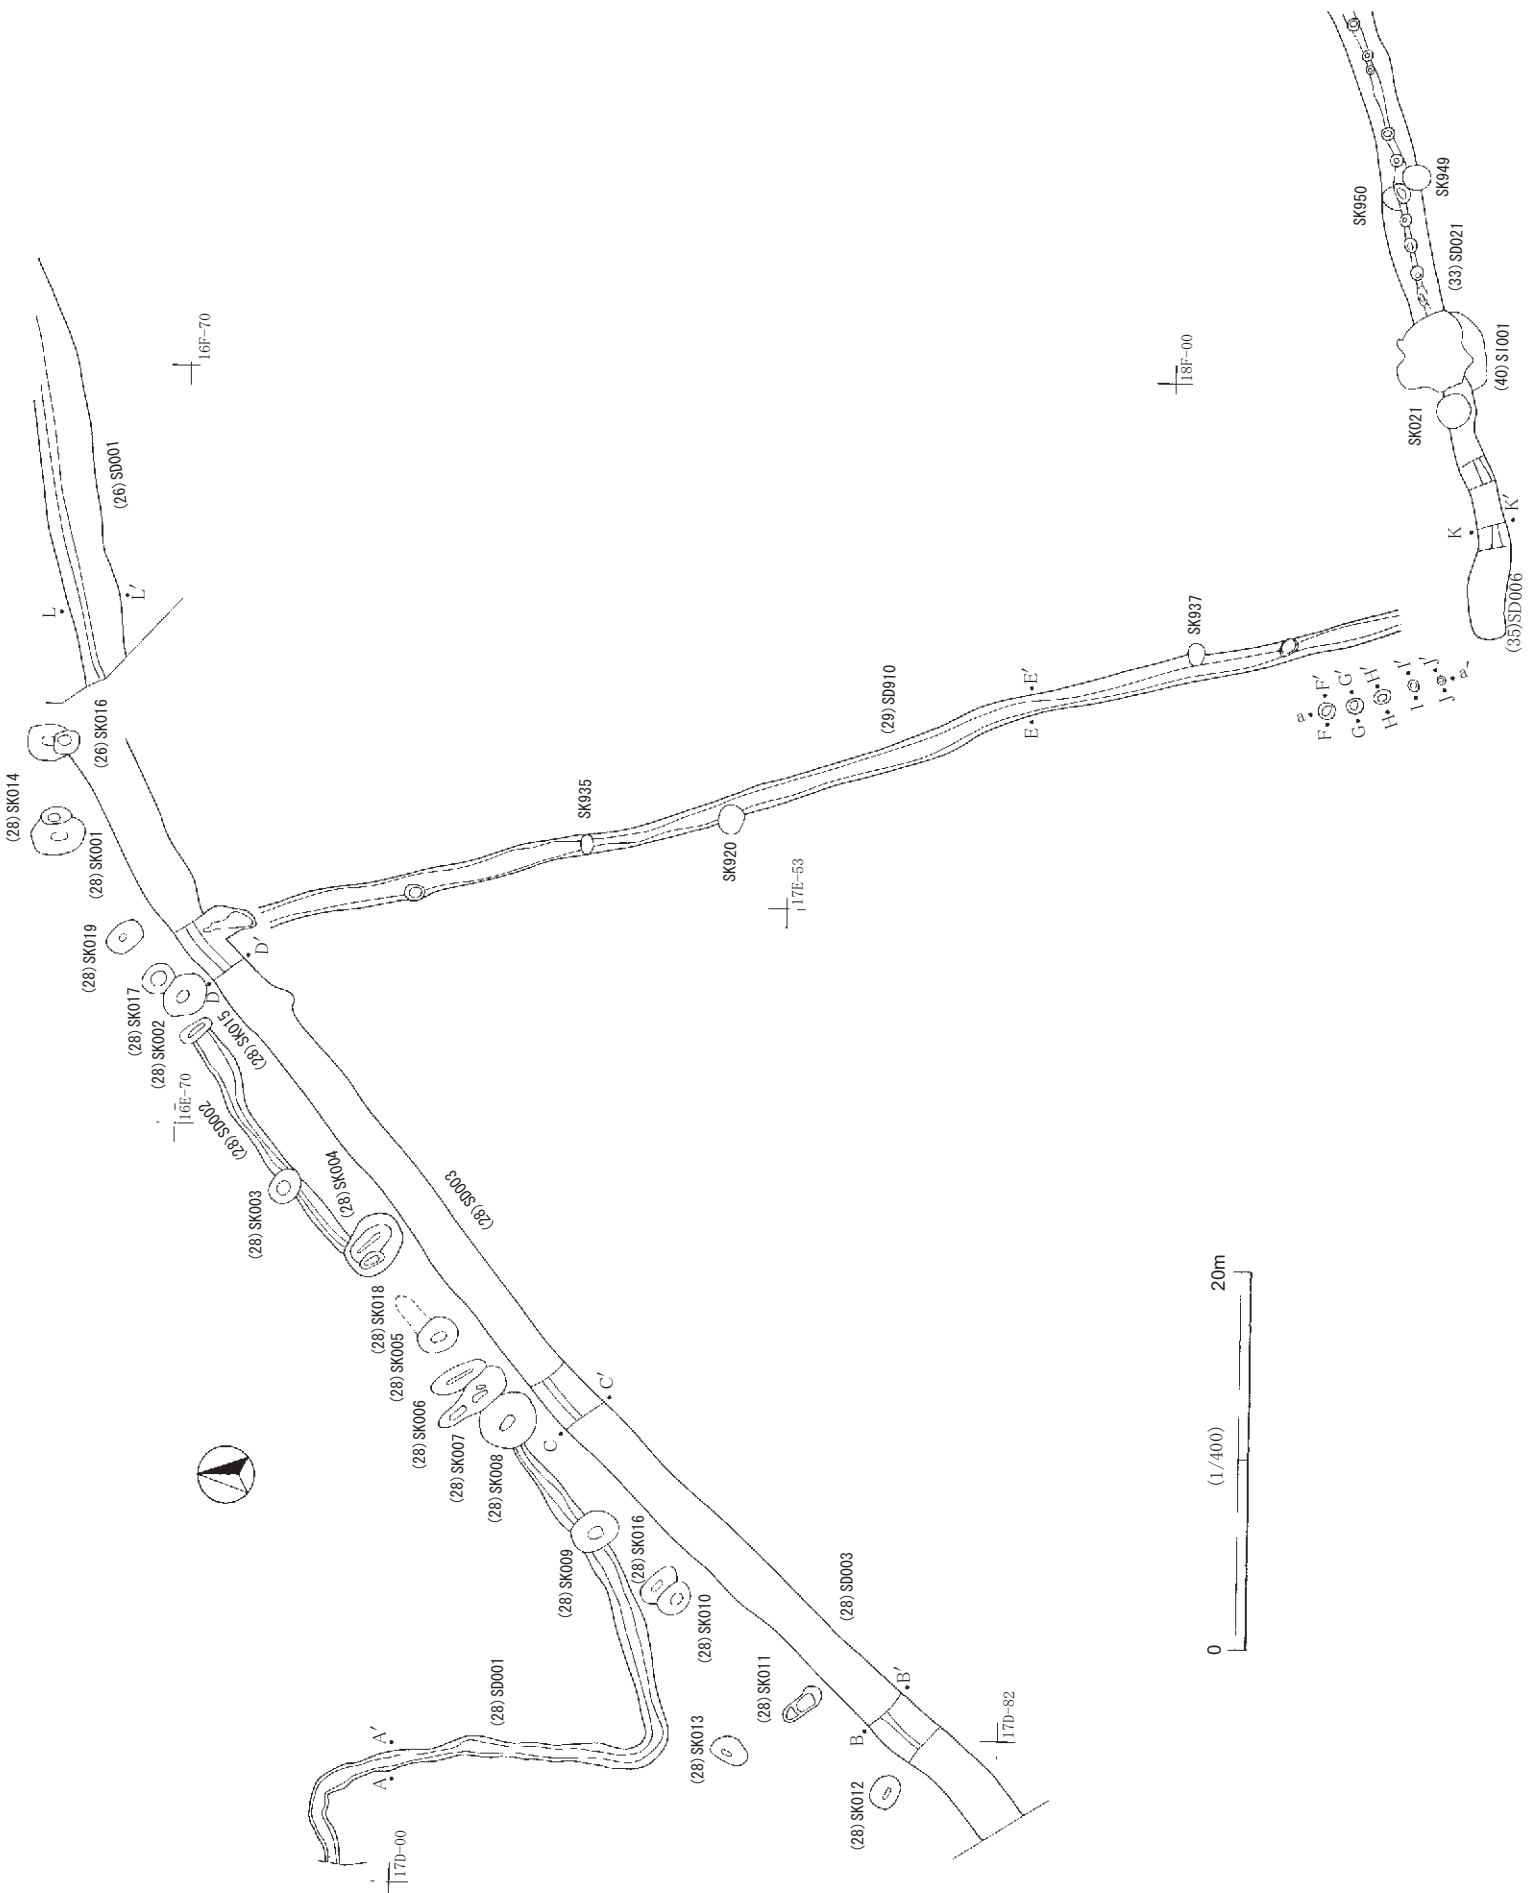 (28) SK014
(28) SK001
(26) SK016
L
L′
(26) SD001
16F-70
(28) SK019
(28) SK017
(28) SK002
(28) SK015
D
D′
16E-70
(28) SD002
(28) SK003
(28) SK004
(28) SD003
(28) SK018
(28) SK005
(28) SK006
(28) SK007
(28) SK008
C
C′
(28) SK009
(28) SK016
(28) SK010
(28) SD001
A
A′
17D-00
(28) SK013
(28) SK011
(28) SK012
(28) SD003
B
B′
17D-82
SK935
SK920
17E-53
(29) SD910
E
E′
SK937
18F-00
a
F
F′
G
G′
H
H′
I
I′
J
J′
a′
SK950
SK949
(33) SD021
(40) SI001
SK021
K
K′
(35)SD006
0
(1/400)
20m